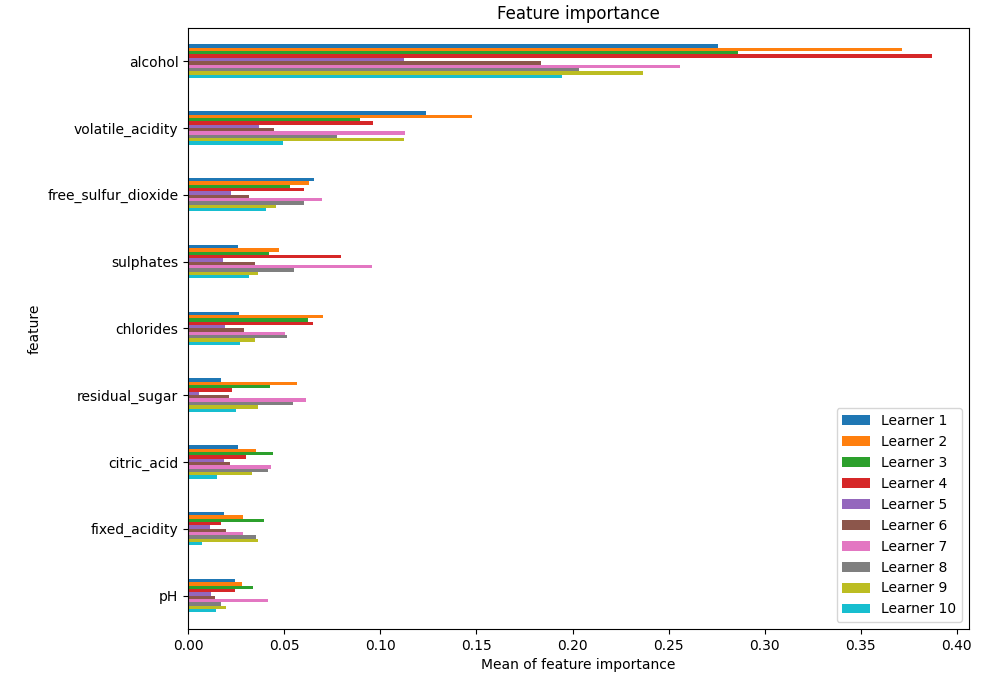 Feature importance
alcohol
volatile_acidity
free_sulfur_dioxide
sulphates
chlorides
residual_sugar
citric_acid
fixed_acidity
pH
feature
Learner 1
Learner 2
Learner 3
Learner 4
Learner 5
Learner 6
Learner 7
Learner 8
Learner 9
Learner 10
0.00 0.05 0.10 0.15 0.20 0.25 0.30 0.35 0.40
Mean of feature importance